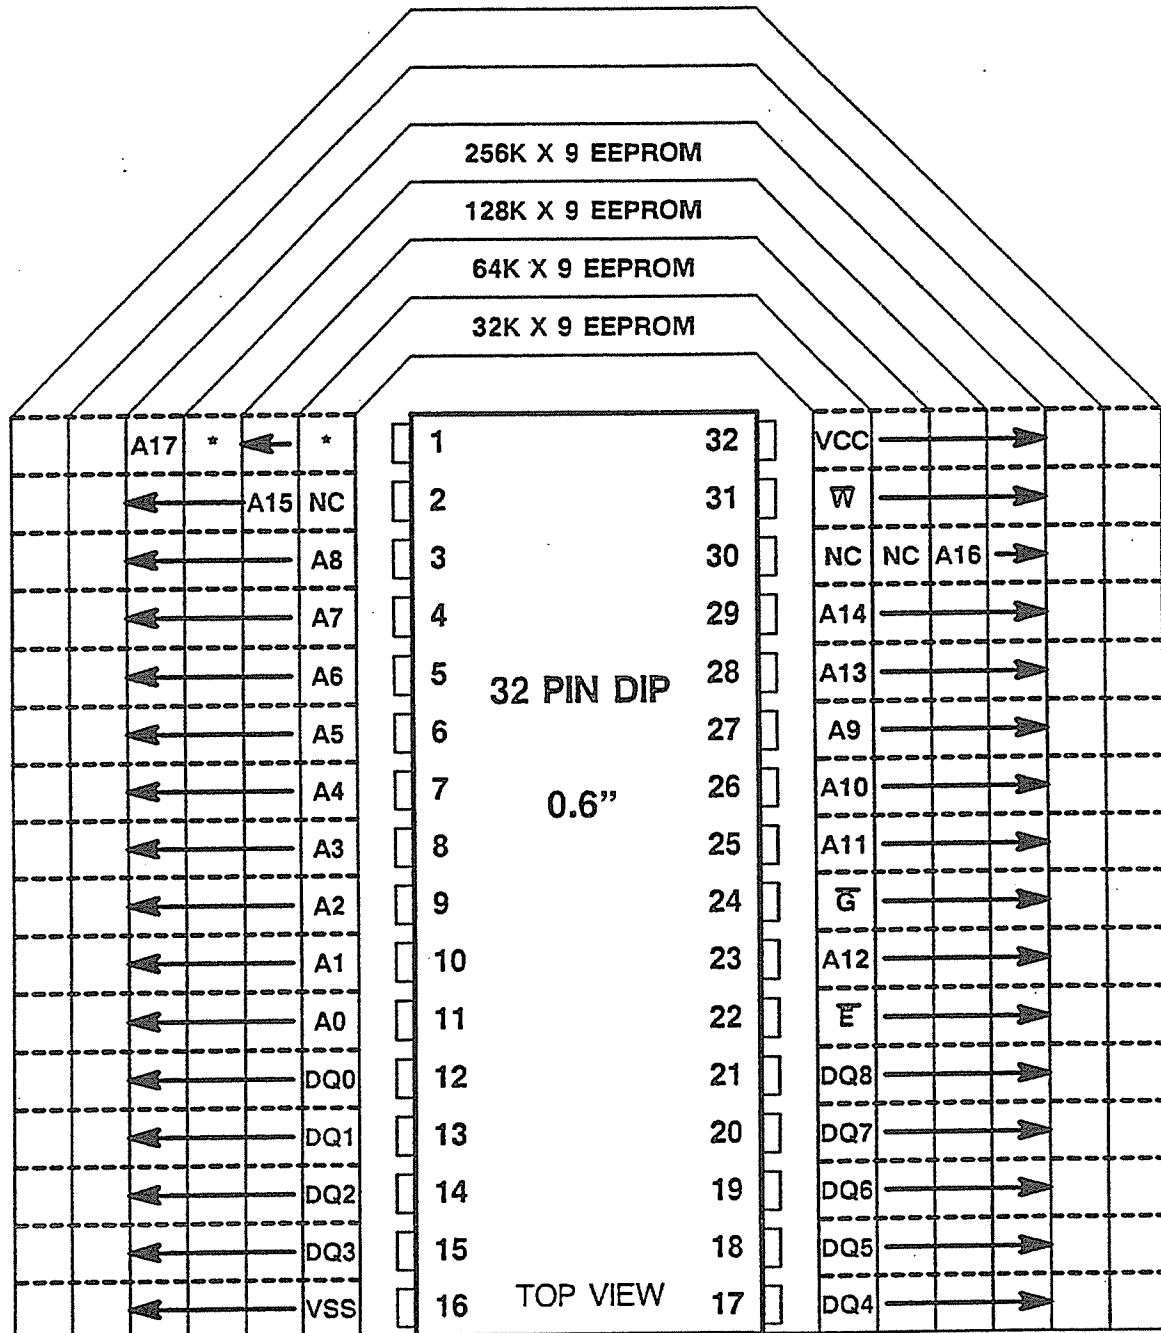 256K X 9 EEPROM
128K X 9 EEPROM
64K X 9 EEPROM
32K X 9 EEPROM
A17 * * 1 32 VCC
A15 NC 2 31 W̅
A8 3 30 NC NC A16
A7 4 29 A14
A6 5 28 A13
32 PIN DIP
A5 6 27 A9
A4 7 26 A10
0.6”
A3 8 25 A11
A2 9 24 G̅
A1 10 23 A12
A0 11 22 E̅
DQ0 12 21 DQ8
DQ1 13 20 DQ7
DQ2 14 19 DQ6
DQ3 15 18 DQ5
VSS 16 TOP VIEW 17 DQ4